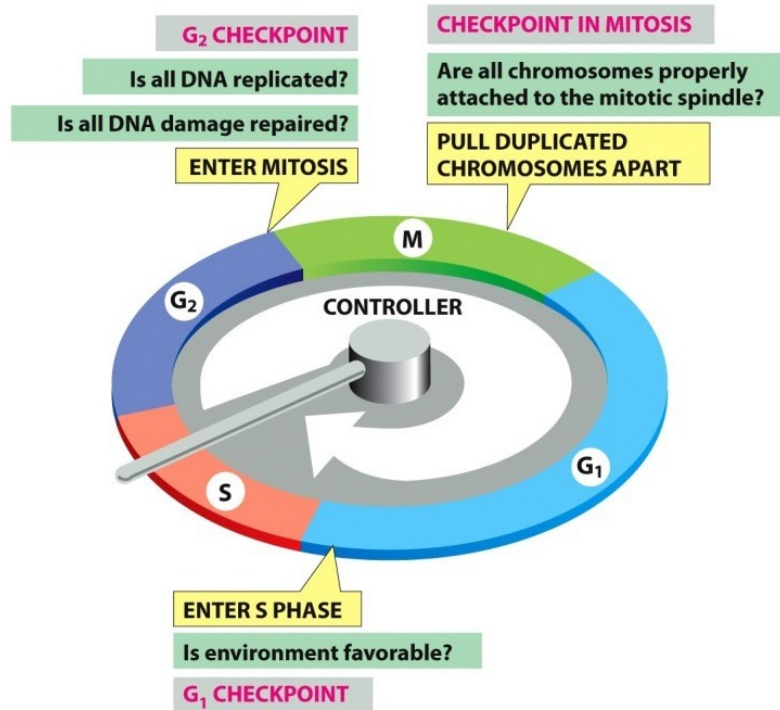 G₂ CHECKPOINT
Is all DNA replicated?
Is all DNA damage repaired?
ENTER MITOSIS
CHECKPOINT IN MITOSIS
Are all chromosomes properly
attached to the mitotic spindle?
PULL DUPLICATED
CHROMOSOMES APART
M
G₂
CONTROLLER
G₁
S
ENTER S PHASE
Is environment favorable?
G₁ CHECKPOINT